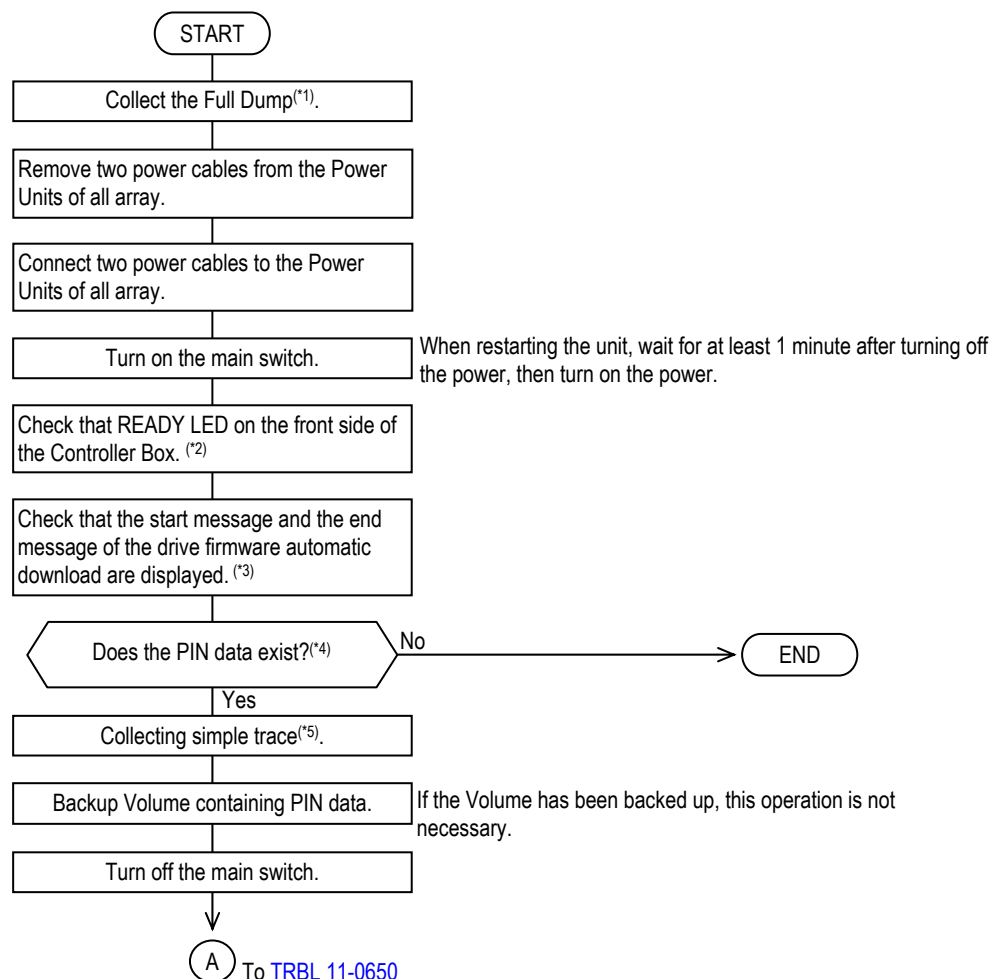 START
Collect the Full Dump(*1).
Remove two power cables from the Power
Units of all array.
Connect two power cables to the Power
Units of all array.
Turn on the main switch.
When restarting the unit, wait for at least 1 minute after turning off
the power, then turn on the power.
Check that READY LED on the front side of
the Controller Box. (*2)
Check that the start message and the end
message of the drive firmware automatic
download are displayed. (*3)
Does the PIN data exist?(*4)
No
END
Yes
Collecting simple trace(*5).
Backup Volume containing PIN data.
If the Volume has been backed up, this operation is not
necessary.
Turn off the main switch.
A
To TRBL 11-0650